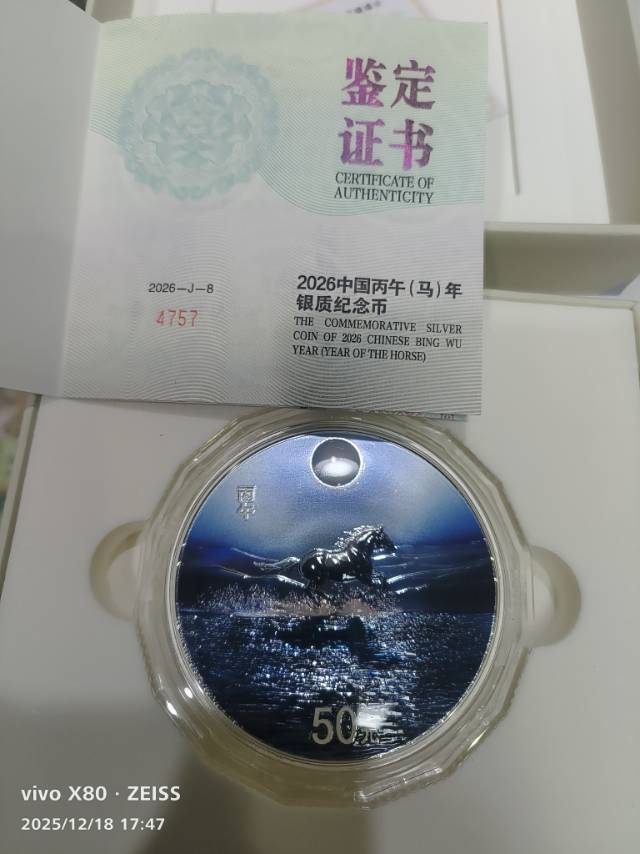 鉴定
证书
CERTIFICATE OF
AUTHENTICITY
2026-J-8
4757
2026中国丙午(马)年
银质纪念币
THE COMMEMORATIVE SILVER
COIN OF 2026 CHINESE BING WU
YEAR (YEAR OF THE HORSE)
丙午
50元
vivo X80 · ZEISS
2025/12/18 17:47